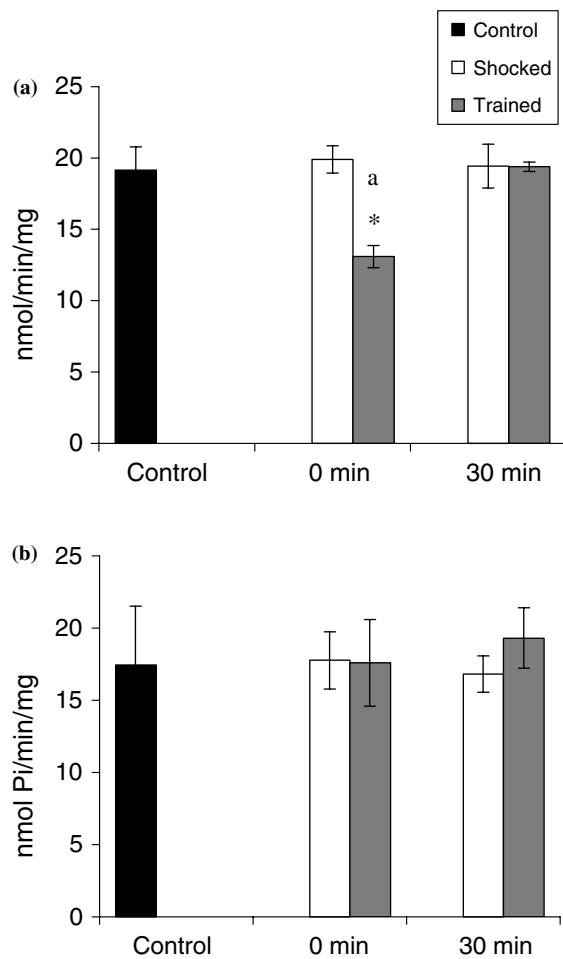 Control
Shocked
Trained
(a)
25
20
15
10
5
0
nmol/min/mg
a
*
Control 0 min 30 min
(b)
25
20
15
10
5
0
nmol Pi/min/mg
Control 0 min 30 min